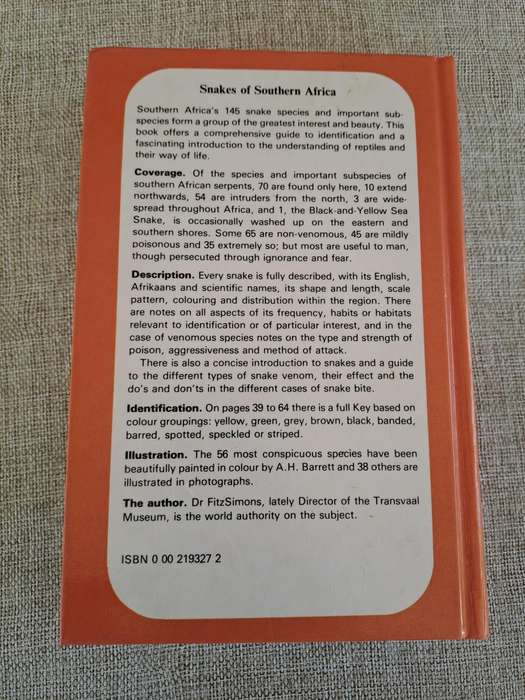 Snakes of Southern Africa
Southern Africa's 145 snake species and important sub-
species form a group of the greatest interest and beauty. This
book offers a comprehensive guide to identification and a
fascinating introduction to the understanding of reptiles and
their way of life.
Coverage. Of the species and important subspecies of
southern African serpents, 70 are found only here, 10 extend
northwards, 54 are intruders from the north, 3 are wide-
spread throughout Africa, and 1, the Black-and-Yellow Sea
Snake, is occasionally washed up on the eastern and
southern shores. Some 65 are non-venomous, 45 are mildly
poisonous and 35 extremely so; but most are useful to man,
though persecuted through ignorance and fear.
Description. Every snake is fully described, with its English,
Afrikaans and scientific names, its shape and length, scale
pattern, colouring and distribution within the region. There
are notes on all aspects of its frequency, habits or habitats
relevant to identification or of particular interest, and in the
case of venomous species notes on the type and strength of
poison, aggressiveness and method of attack.
There is also a concise introduction to snakes and a guide
to the different types of snake venom, their effect and the
do's and don'ts in the different cases of snake bite.
Identification. On pages 39 to 64 there is a full Key based on
colour groupings: yellow, green, grey, brown, black, banded,
barred, spotted, speckled or striped.
Illustration. The 56 most conspicuous species have been
beautifully painted in colour by A.H. Barrett and 38 others are
illustrated in photographs.
The author. Dr FitzSimons, lately Director of the Transvaal
Museum, is the world authority on the subject.
ISBN 0 00 219327 2